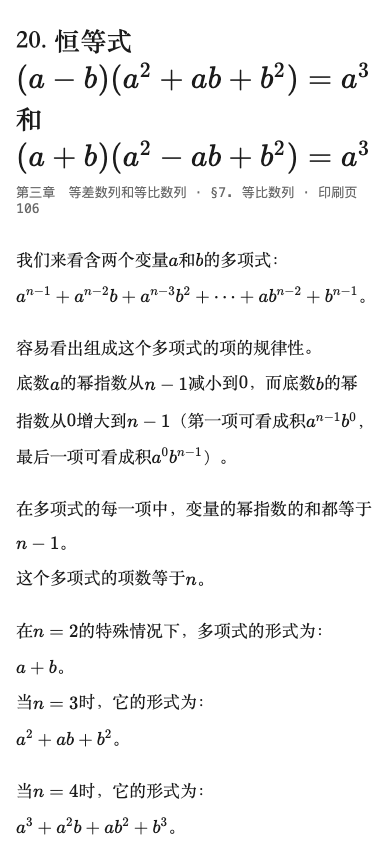 20. 恒等式
(a − b)(a² + ab + b²) = a³
和
(a + b)(a² − ab + b²) = a³
第三章 等差数列和等比数列 · §7. 等比数列 · 印刷页
106
我们来看含两个变量a和b的多项式：
aⁿ⁻¹ + aⁿ⁻²b + aⁿ⁻³b² + ··· + abⁿ⁻² + bⁿ⁻¹。
容易看出组成这个多项式的项的规律性。
底数a的幂指数从n − 1减小到0，而底数b的幂
指数从0增大到n − 1（第一项可看成积aⁿ⁻¹b⁰，
最后一项可看成积a⁰bⁿ⁻¹）。
在多项式的每一项中，变量的幂指数的和都等于
n − 1。
这个多项式的项数等于n。
在n = 2的特殊情况下，多项式的形式为：
a + b。
当n = 3时，它的形式为：
a² + ab + b²。
当n = 4时，它的形式为：
a³ + a²b + ab² + b³。